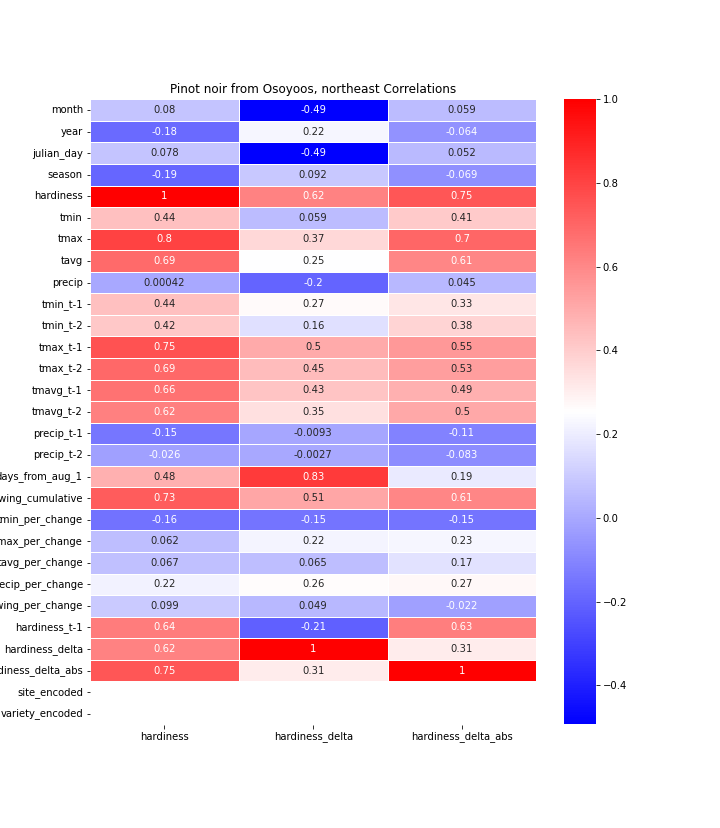 Pinot noir from Osoyoos, northeast Correlations
month 0.08 -0.49 0.059
year -0.18 0.22 -0.064
julian_day 0.078 -0.49 0.052
season -0.19 0.092 -0.069
hardiness 1 0.62 0.75
tmin 0.44 0.059 0.41
tmax 0.8 0.37 0.7
tavg 0.69 0.25 0.61
precip 0.00042 -0.2 0.045
tmin_t-1 0.44 0.27 0.33
tmin_t-2 0.42 0.16 0.38
tmax_t-1 0.75 0.5 0.55
tmax_t-2 0.69 0.45 0.53
tmavg_t-1 0.66 0.43 0.49
tmavg_t-2 0.62 0.35 0.5
precip_t-1 -0.15 -0.0093 -0.11
precip_t-2 -0.026 -0.0027 -0.083
days_from_aug_1 0.48 0.83 0.19
wing_cumulative 0.73 0.51 0.61
tmin_per_change -0.16 -0.15 -0.15
max_per_change 0.062 0.22 0.23
tavg_per_change 0.067 0.065 0.17
ecip_per_change 0.22 0.26 0.27
wing_per_change 0.099 0.049 -0.022
hardiness_t-1 0.64 -0.21 0.63
hardiness_delta 0.62 1 0.31
diness_delta_abs 0.75 0.31 1
site_encoded
variety_encoded
hardiness hardiness_delta hardiness_delta_abs
1.0
0.8
0.6
0.4
0.2
0.0
−0.2
−0.4